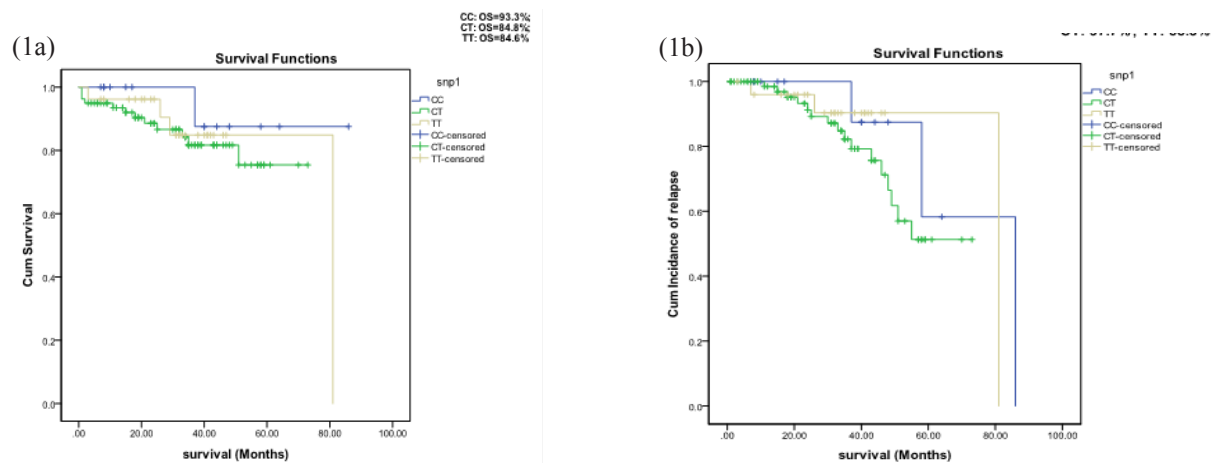 CC: OS=93.3%;
CT: OS=84.8%;
TT: OS=84.6%
(1a)
Survival Functions
snp1
CC
CT
TT
CC-censored
CT-censored
TT-censored
Cum Survival
1.0
0.8
0.6
0.4
0.2
0.0
.00 20.00 40.00 60.00 80.00 100.00
survival (Months)
(1b)
Survival Functions
snp1
CC
CT
TT
CC-censored
CT-censored
TT-censored
Cum Incidence of relapse
1.0
0.8
0.6
0.4
0.2
0.0
.00 20.00 40.00 60.00 80.00 100.00
survival (Months)